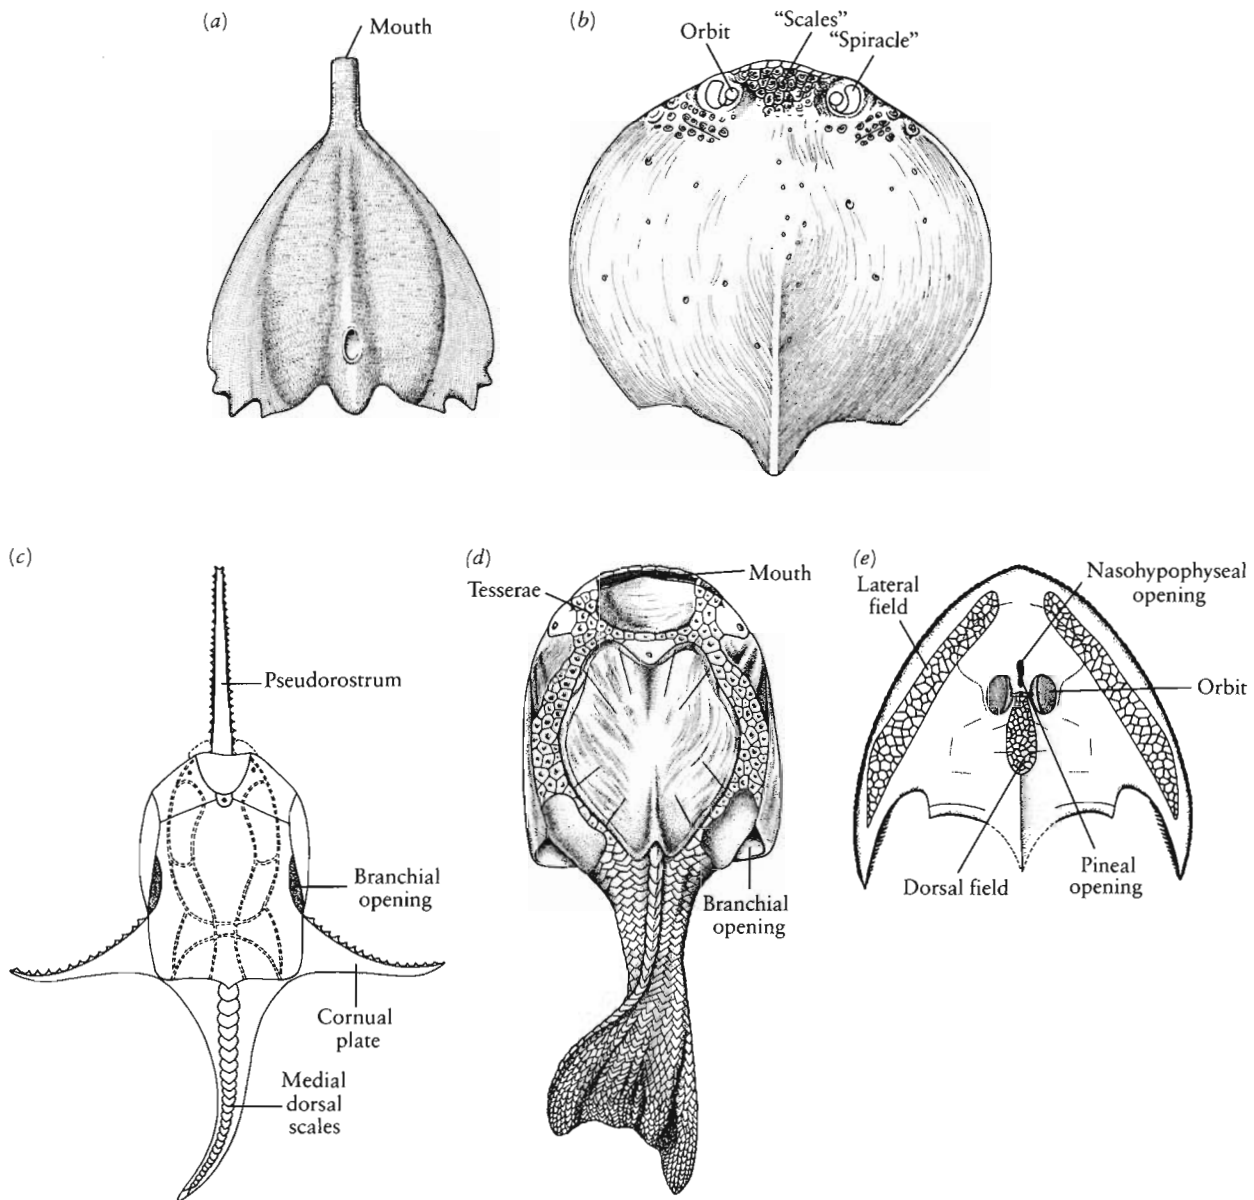 (a)
Mouth
(b)
Orbit
“Scales”
“Spiracle”
(c)
Pseudorostrum
Branchial
opening
Cornual
plate
Medial
dorsal
scales
(d)
Tesserae
Mouth
Branchial
opening
(e)
Lateral
field
Nasohypophyseal
opening
Orbit
Dorsal field
Pineal
opening